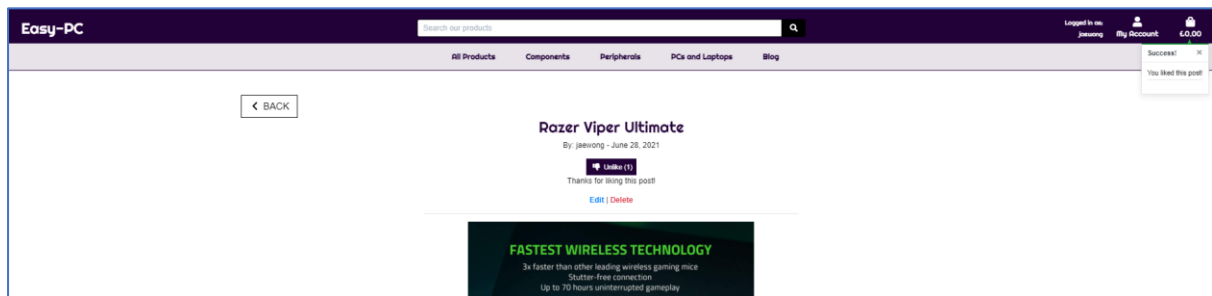 Easy-PC
Search our products
Logged in as:
jaewong
My Account
£0.00
All Products
Components
Peripherals
PCs and Laptops
Blog
Success! ×
You liked this post!
BACK
Razer Viper Ultimate
By: jaewong - June 28, 2021
Unlike (1)
Thanks for liking this post!
Edit | Delete
FASTEST WIRELESS TECHNOLOGY
3x faster than other leading wireless gaming mice
Stutter-free connection
Up to 70 hours uninterrupted gameplay